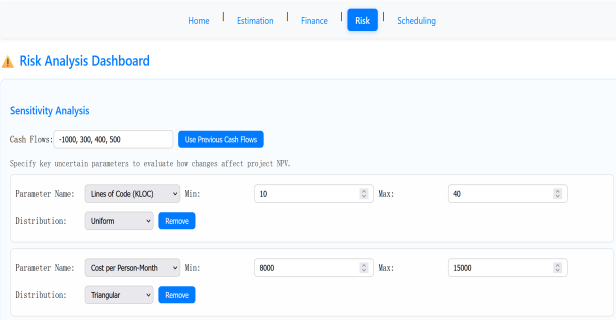 Home | Estimation | Finance | Risk | Scheduling
⚠ Risk Analysis Dashboard
Sensitivity Analysis
Cash Flows: -1000, 300, 400, 500 Use Previous Cash Flows
Specify key uncertain parameters to evaluate how changes affect project NPV.
Parameter Name: Lines of Code (KLOC) Min: 10 Max: 40
Distribution: Uniform Remove
Parameter Name: Cost per Person-Month Min: 8000 Max: 15000
Distribution: Triangular Remove